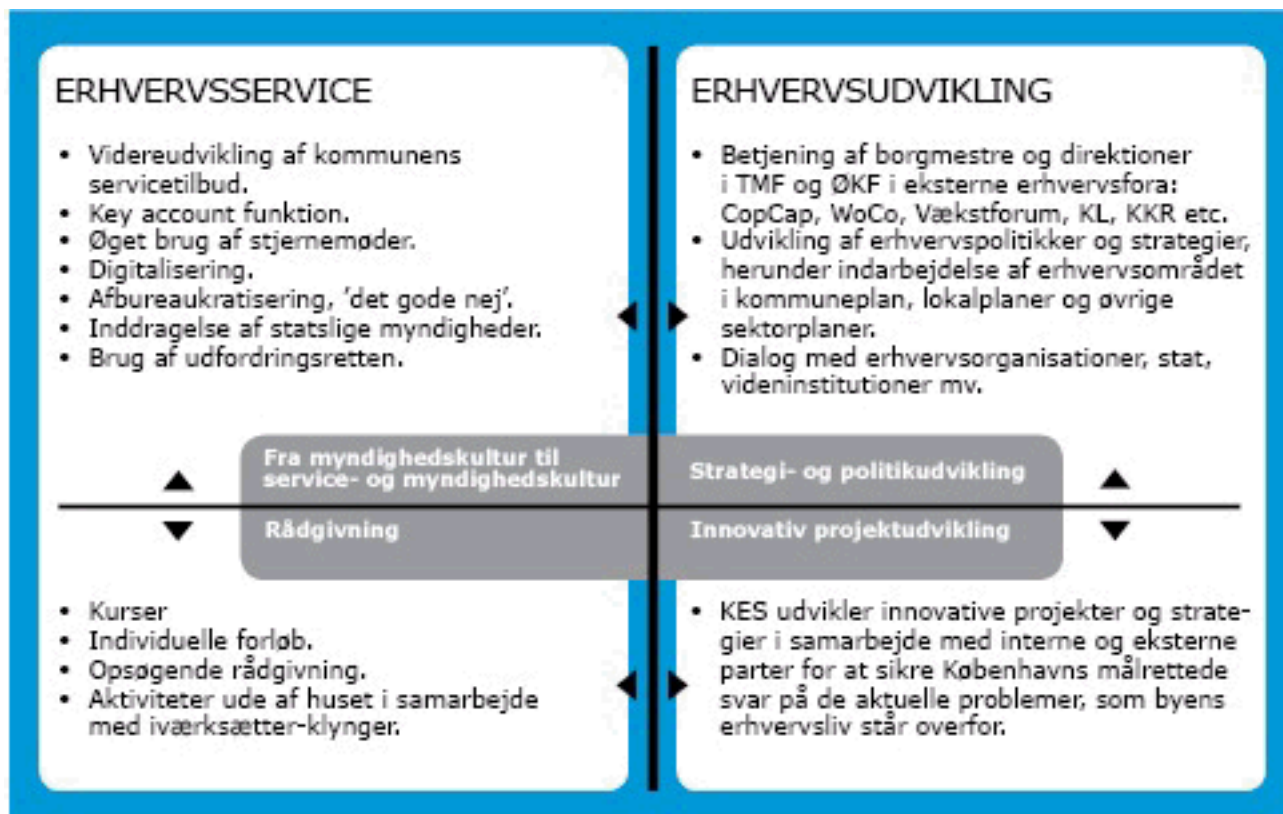 ERHVERVSSERVICE
• Videreudvikling af kommunens
servicetilbud.
• Key account funktion.
• Øget brug af stjernemøder.
• Digitalisering.
• Afbureaukratisering, 'det gode nej'.
• Inddragelse af statslige myndigheder.
• Brug af udfordringsretten.
ERHVERVSUDVIKLING
• Betjening af borgmestre og direktioner
i TMF og ØKF i eksterne erhvervsfora:
CopCap, WoCo, Vækstforum, KL, KKR etc.
• Udvikling af erhvervspolitikker og strategier,
herunder indarbejdelse af erhvervsområdet
i kommuneplan, lokalplaner og øvrige
sektorplaner.
• Dialog med erhvervsorganisationer, stat,
videninstitutioner mv.
Fra myndighedskultur til
service- og myndighedskultur
Strategi- og politikudvikling
Rådgivning
Innovativ projektudvikling
• Kurser
• Individuelle forløb.
• Opsøgende rådgivning.
• Aktiviteter ude af huset i samarbejde
med iværksætter-klynger.
• KES udvikler innovative projekter og strate-
gier i samarbejde med interne og eksterne
parter for at sikre Københavns målrettede
svar på de aktuelle problemer, som byens
erhvervsliv står overfor.